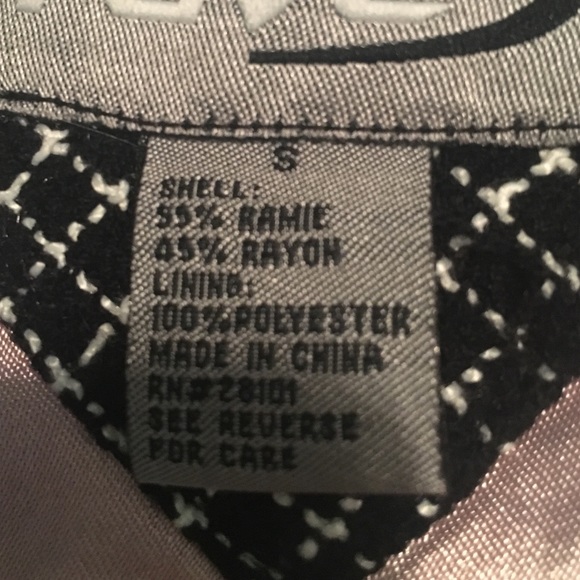 S
SHELL:
55% RAMIE
45% RAYON
LINING:
100% POLYESTER
MADE IN CHINA
RN# 28101
SEE REVERSE
FOR CARE